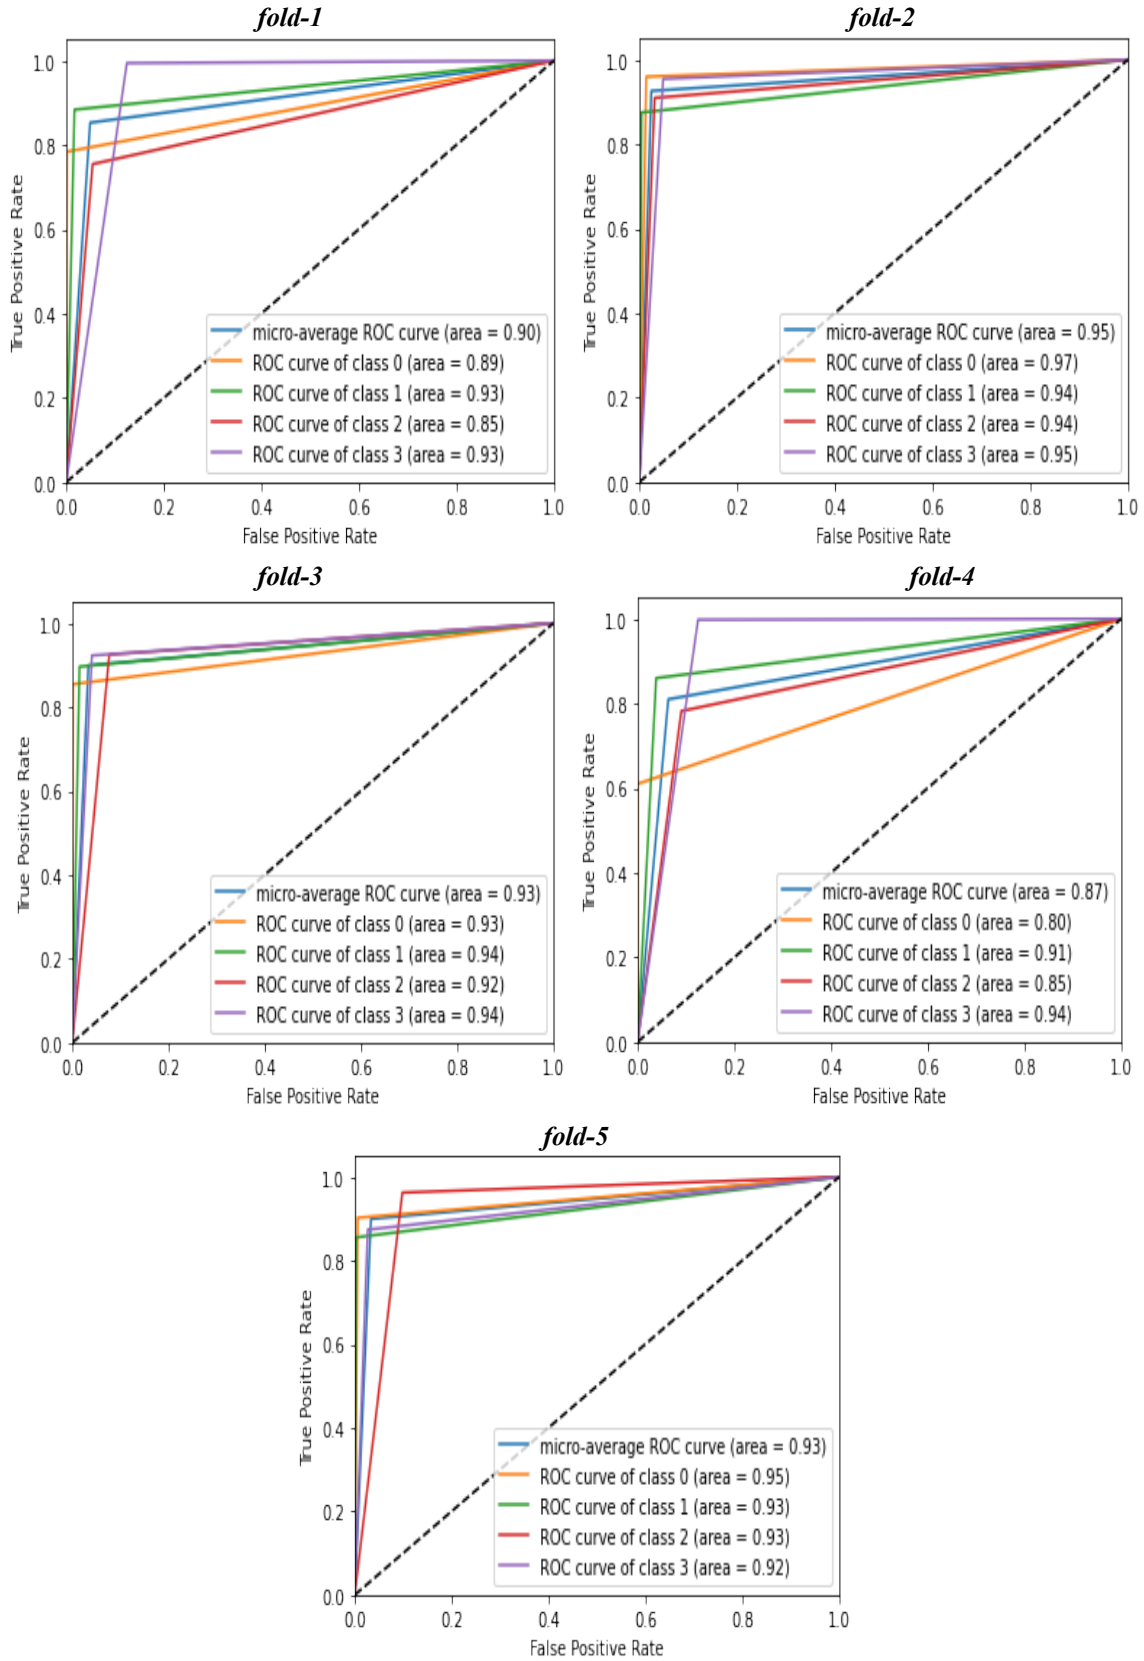 fold-1
1.0
0.8
0.6
0.4
0.2
0.0
True Positive Rate
micro-average ROC curve (area = 0.90)
ROC curve of class 0 (area = 0.89)
ROC curve of class 1 (area = 0.93)
ROC curve of class 2 (area = 0.85)
ROC curve of class 3 (area = 0.93)
0.0 0.2 0.4 0.6 0.8 1.0
False Positive Rate
fold-2
1.0
0.8
0.6
0.4
0.2
0.0
True Positive Rate
micro-average ROC curve (area = 0.95)
ROC curve of class 0 (area = 0.97)
ROC curve of class 1 (area = 0.94)
ROC curve of class 2 (area = 0.94)
ROC curve of class 3 (area = 0.95)
0.0 0.2 0.4 0.6 0.8 1.0
False Positive Rate
fold-3
1.0
0.8
0.6
0.4
0.2
0.0
True Positive Rate
micro-average ROC curve (area = 0.93)
ROC curve of class 0 (area = 0.93)
ROC curve of class 1 (area = 0.94)
ROC curve of class 2 (area = 0.92)
ROC curve of class 3 (area = 0.94)
0.0 0.2 0.4 0.6 0.8 1.0
False Positive Rate
fold-4
1.0
0.8
0.6
0.4
0.2
0.0
True Positive Rate
micro-average ROC curve (area = 0.87)
ROC curve of class 0 (area = 0.80)
ROC curve of class 1 (area = 0.91)
ROC curve of class 2 (area = 0.85)
ROC curve of class 3 (area = 0.94)
0.0 0.2 0.4 0.6 0.8 1.0
False Positive Rate
fold-5
1.0
0.8
0.6
0.4
0.2
0.0
True Positive Rate
micro-average ROC curve (area = 0.93)
ROC curve of class 0 (area = 0.95)
ROC curve of class 1 (area = 0.93)
ROC curve of class 2 (area = 0.93)
ROC curve of class 3 (area = 0.92)
0.0 0.2 0.4 0.6 0.8 1.0
False Positive Rate